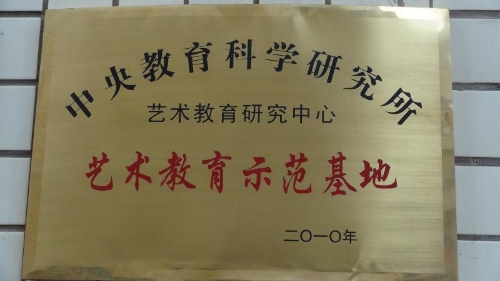 中央教育科学研究所
艺术教育研究中心
艺术教育示范基地
二〇一〇年